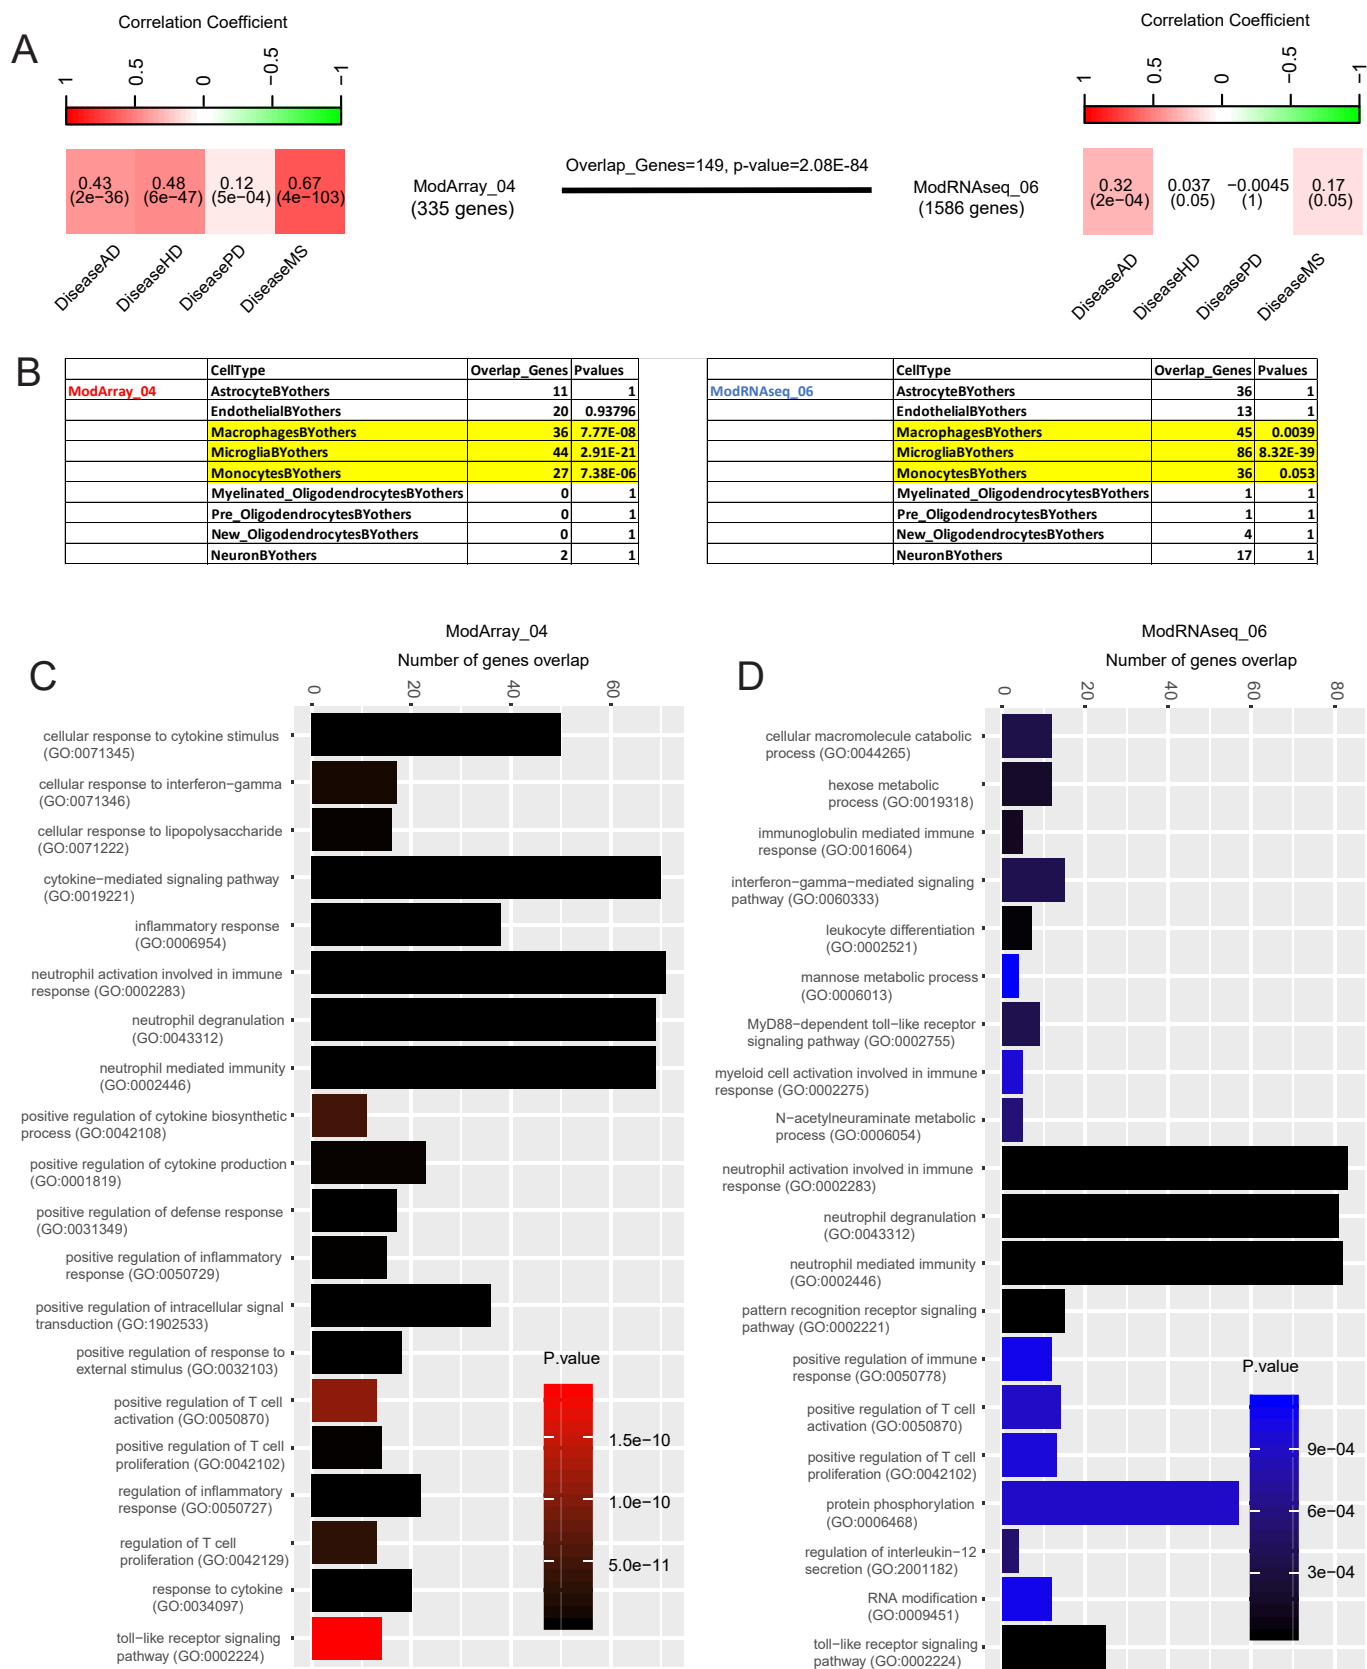 A
Correlation Coefficient
1 0.5 0 −0.5 −1
0.43 0.48 0.12 0.67
(2e−36) (6e−47) (5e−04) (4e−103)
DiseaseAD DiseaseHD DiseasePD DiseaseMS
ModArray_04
(335 genes)
Overlap_Genes=149, p-value=2.08E-84
ModRNAseq_06
(1586 genes)
Correlation Coefficient
1 0.5 0 −0.5 −1
0.32 0.037 −0.0045 0.17
(2e−04) (0.05) (1) (0.05)
DiseaseAD DiseaseHD DiseasePD DiseaseMS
B
CellType Overlap_Genes Pvalues
ModArray_04 AstrocyteBYothers 11 1
EndothelialBYothers 20 0.93796
MacrophagesBYothers 36 7.77E-08
MicrogliaBYothers 44 2.91E-21
MonocytesBYothers 27 7.38E-06
Myelinated_OligodendrocytesBYothers 0 1
Pre_OligodendrocytesBYothers 0 1
New_OligodendrocytesBYothers 0 1
NeuronBYothers 2 1
CellType Overlap_Genes Pvalues
ModRNAseq_06 AstrocyteBYothers 36 1
EndothelialBYothers 13 1
MacrophagesBYothers 45 0.0039
MicrogliaBYothers 86 8.32E-39
MonocytesBYothers 36 0.053
Myelinated_OligodendrocytesBYothers 1 1
Pre_OligodendrocytesBYothers 1 1
New_OligodendrocytesBYothers 4 1
NeuronBYothers 17 1
C
ModArray_04
Number of genes overlap
0 20 40 60
cellular response to cytokine stimulus
(GO:0071345)
cellular response to interferon−gamma
(GO:0071346)
cellular response to lipopolysaccharide
(GO:0071222)
cytokine−mediated signaling pathway
(GO:0019221)
inflammatory response
(GO:0006954)
neutrophil activation involved in immune
response (GO:0002283)
neutrophil degranulation
(GO:0043312)
neutrophil mediated immunity
(GO:0002446)
positive regulation of cytokine biosynthetic
process (GO:0042108)
positive regulation of cytokine production
(GO:0001819)
positive regulation of defense response
(GO:0031349)
positive regulation of inflammatory
response (GO:0050729)
positive regulation of intracellular signal
transduction (GO:1902533)
positive regulation of response to
external stimulus (GO:0032103)
positive regulation of T cell
activation (GO:0050870)
positive regulation of T cell
proliferation (GO:0042102)
regulation of inflammatory
response (GO:0050727)
regulation of T cell
proliferation (GO:0042129)
response to cytokine
(GO:0034097)
toll−like receptor signaling
pathway (GO:0002224)
P.value
1.5e−10
1.0e−10
5.0e−11
D
ModRNAseq_06
Number of genes overlap
0 20 40 60 80
cellular macromolecule catabolic
process (GO:0044265)
hexose metabolic
process (GO:0019318)
immunoglobulin mediated immune
response (GO:0016064)
interferon−gamma−mediated signaling
pathway (GO:0060333)
leukocyte differentiation
(GO:0002521)
mannose metabolic process
(GO:0006013)
MyD88−dependent toll−like receptor
signaling pathway (GO:0002755)
myeloid cell activation involved in immune
response (GO:0002275)
N−acetylneuraminate metabolic
process (GO:0006054)
neutrophil activation involved in immune
response (GO:0002283)
neutrophil degranulation
(GO:0043312)
neutrophil mediated immunity
(GO:0002446)
pattern recognition receptor signaling
pathway (GO:0002221)
positive regulation of immune
response (GO:0050778)
positive regulation of T cell
activation (GO:0050870)
positive regulation of T cell
proliferation (GO:0042102)
protein phosphorylation
(GO:0006468)
regulation of interleukin−12
secretion (GO:2001182)
RNA modification
(GO:0009451)
toll−like receptor signaling
pathway (GO:0002224)
P.value
9e−04
6e−04
3e−04